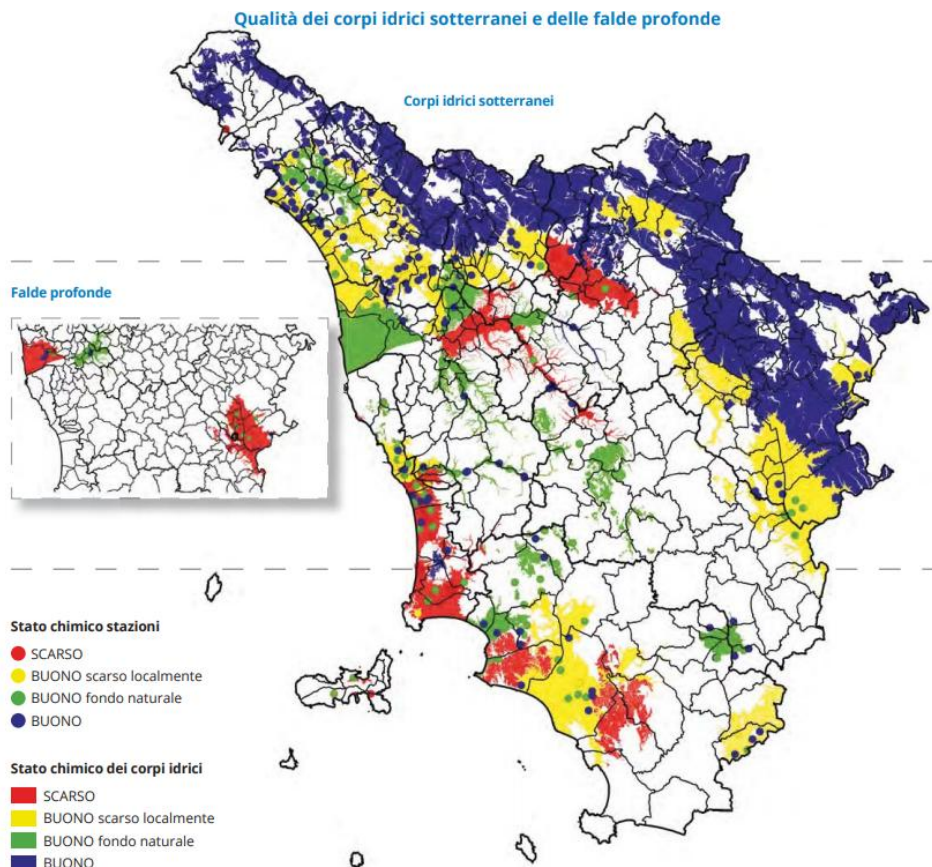 Qualità dei corpi idrici sotterranei e delle falde profonde
Corpi idrici sotterranei
Falde profonde
Stato chimico stazioni
SCARSO
BUONO scarso localmente
BUONO fondo naturale
BUONO
Stato chimico dei corpi idrici
SCARSO
BUONO scarso localmente
BUONO fondo naturale
BUONO